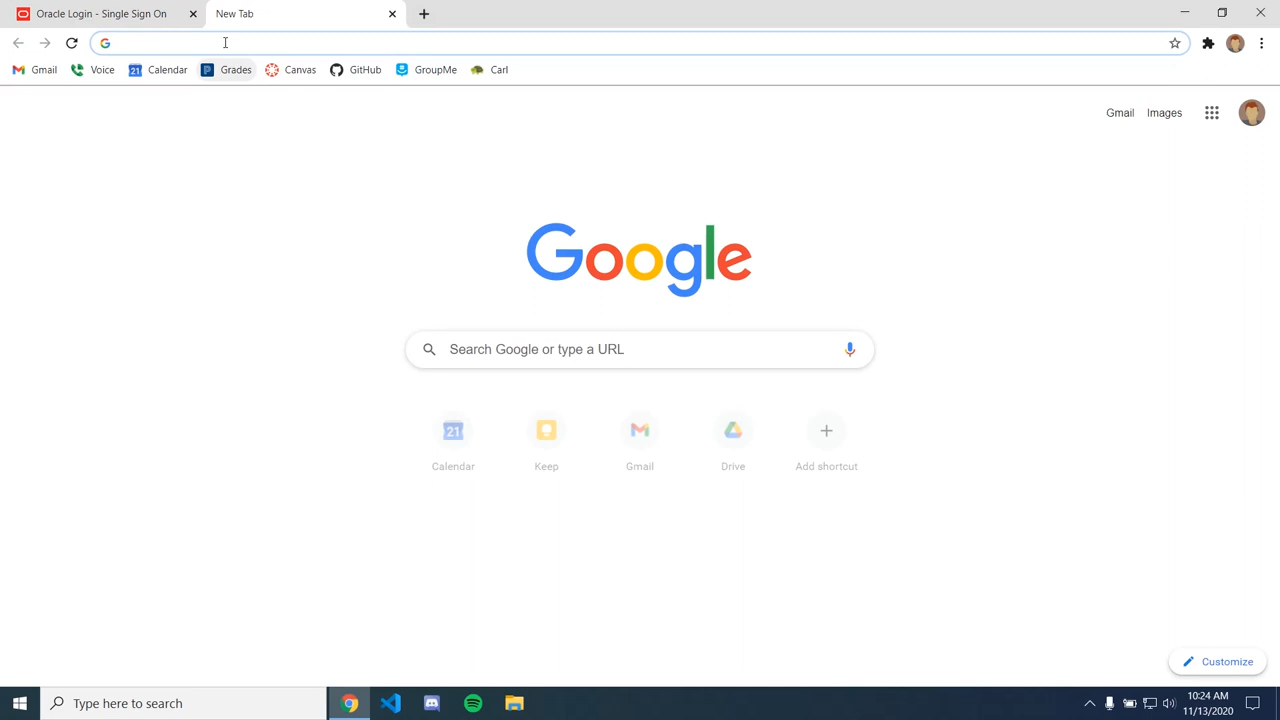 Oracle Login - Single Sign On
New Tab
Gmail
Voice
Calendar
Grades
Canvas
GitHub
GroupMe
Carl
Gmail
Images
Google
Search Google or type a URL
21
Calendar
Keep
Gmail
Drive
Add shortcut
Customize
Type here to search
10:24 AM
11/13/2020